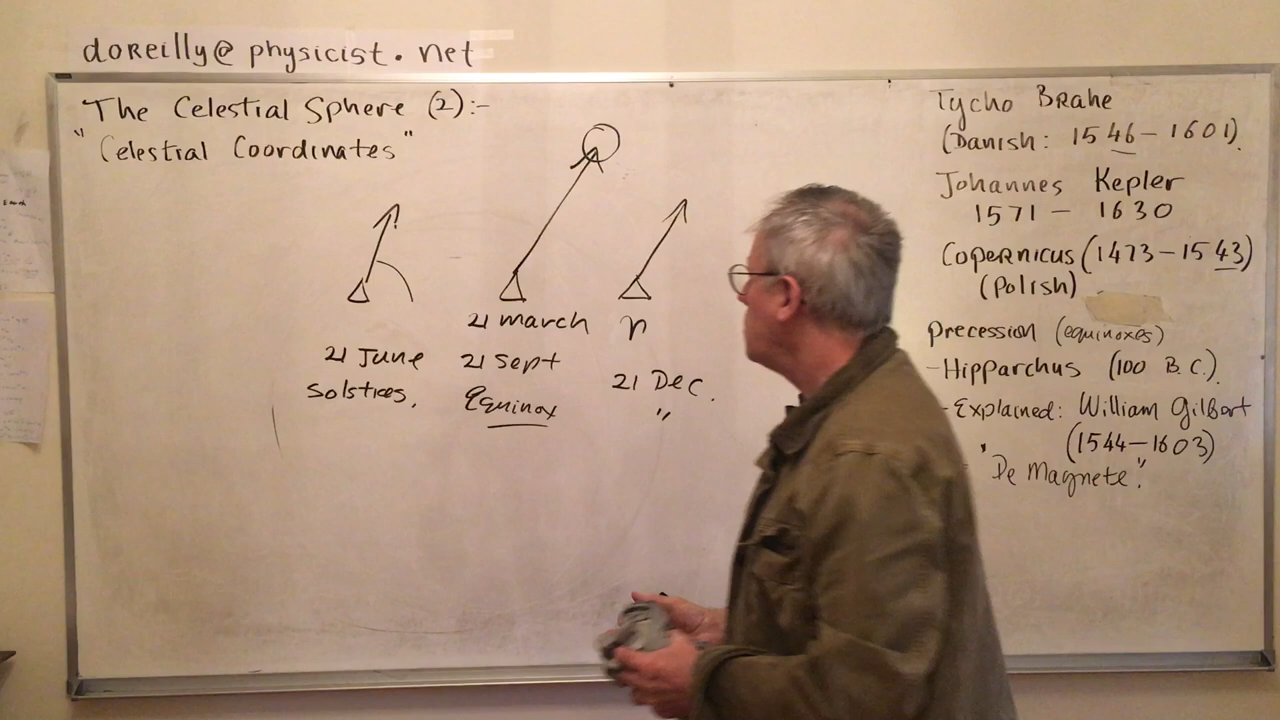 doreilly@physicist.net
The Celestial Sphere (2):-
"Celestral Coordinates"
21 June
Solstices,
21 march
21 Sept
Equinox
21 Dec.
"
Tycho Brahe
(Danish: 1546-1601).
Johannes Kepler
1571 - 1630
Copernicus (1473-1543)
(Polish)
precession (equinoxes)
-Hipparchus (100 B.C.).
-Explained: William Gilbert
(1544-1603)
"De Magnete".